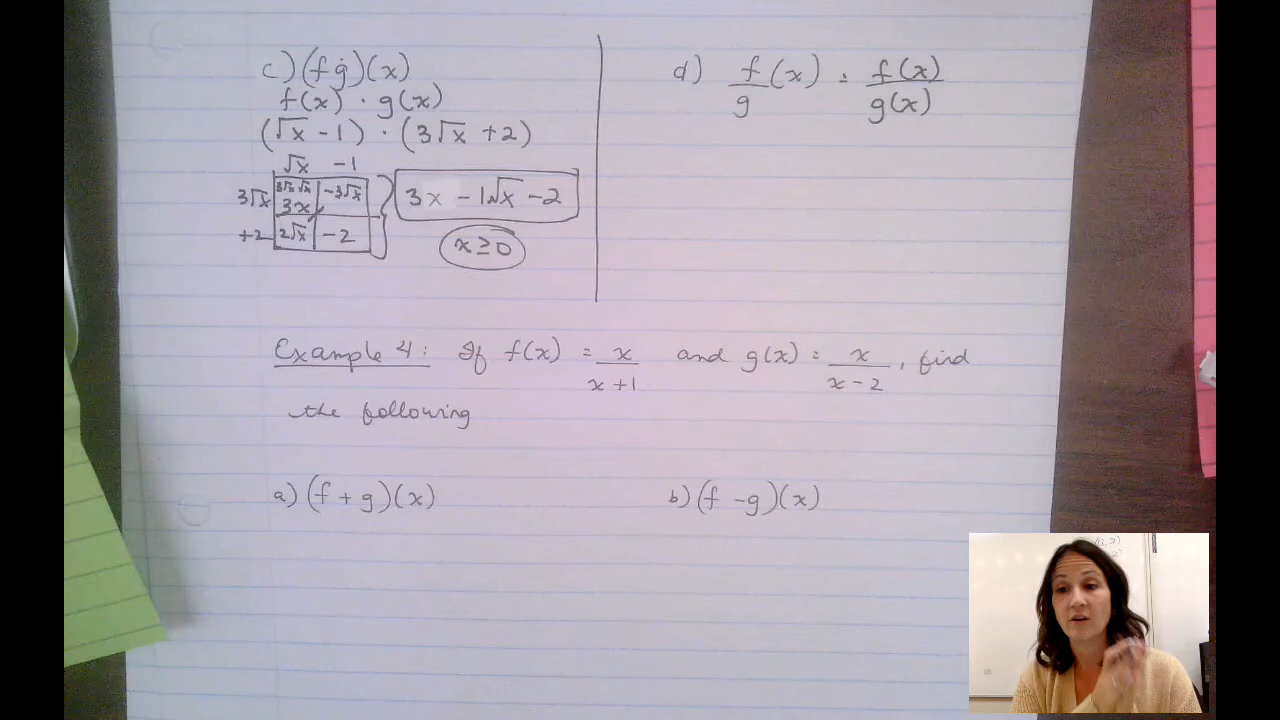 c) (f·g)(x)
f(x) · g(x)
(√x - 1) · (3√x + 2)
√x -1
3√x 3√x√x -3√x
3x
+2 2√x -2
3x - 1√x - 2
x ≥ 0
d) f/g (x) = f(x)/g(x)
Example 4: If f(x) = x/(x+1) and g(x) = x/(x-2), find
the following
a) (f + g)(x)
b) (f - g)(x)